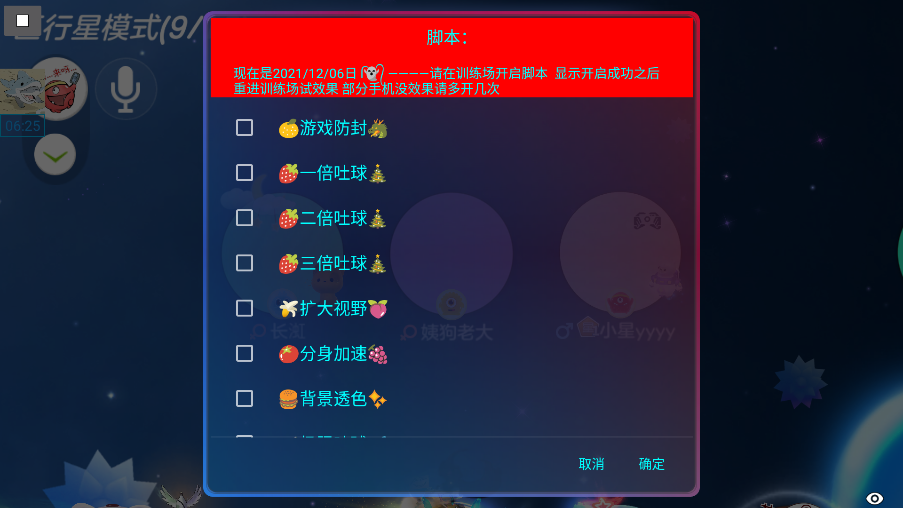 行星模式(9/
脚本:
现在是2021/12/06日 ————请在训练场开启脚本 显示开启成功之后
重进训练场试效果 部分手机没效果请多开几次
06:25
游戏防封
一倍吐球
二倍吐球
三倍吐球
扩大视野
姨狗老大
小星yyyy
分身加速
背景透色
取消
确定